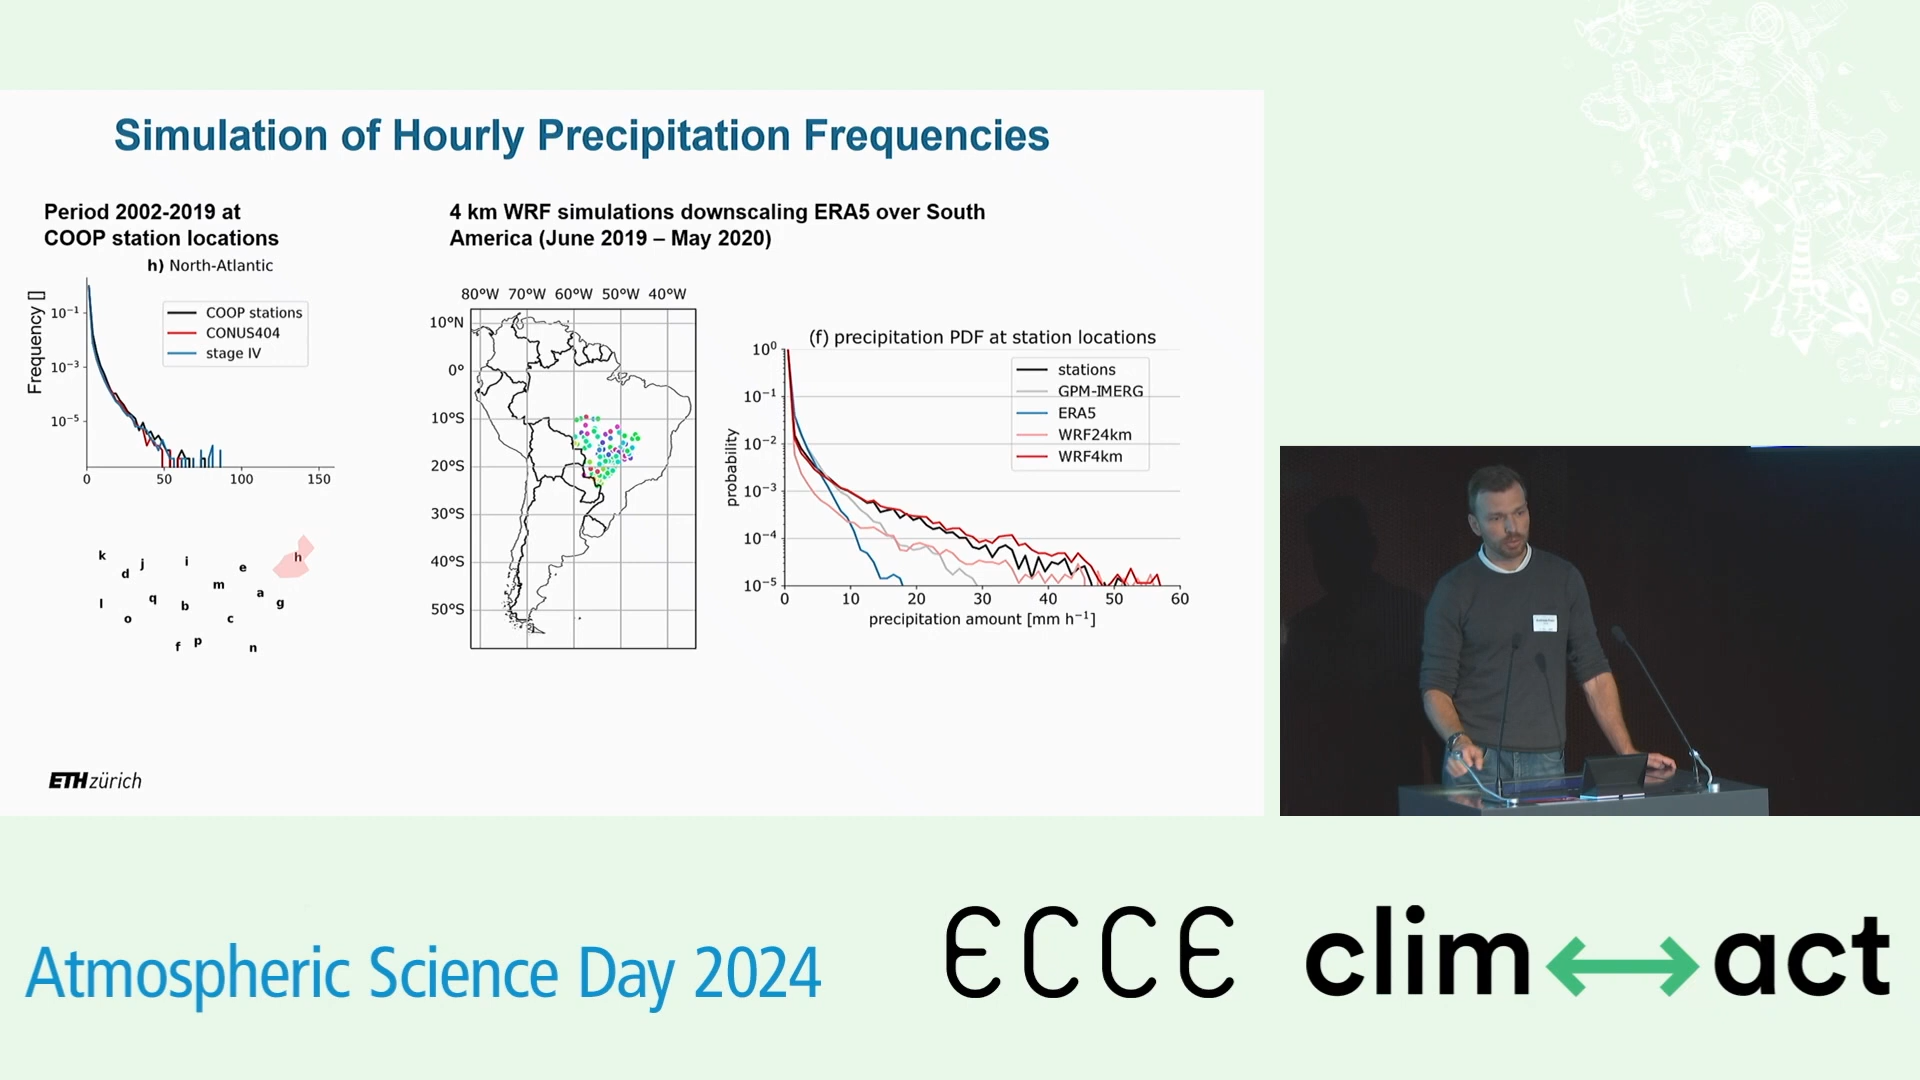 Simulation of Hourly Precipitation Frequencies
Period 2002-2019 at
COOP station locations
h) North-Atlantic
Frequency []
10⁻¹
10⁻³
10⁻⁵
COOP stations
CONUS404
stage IV
0 50 100 150
k
j
i
h
d
e
m
a
l
q
b
g
o
c
f
p
n
4 km WRF simulations downscaling ERA5 over South
America (June 2019 – May 2020)
80°W 70°W 60°W 50°W 40°W
10°N
0°
10°S
20°S
30°S
40°S
50°S
(f) precipitation PDF at station locations
probability
10⁰
10⁻¹
10⁻²
10⁻³
10⁻⁴
10⁻⁵
stations
GPM-IMERG
ERA5
WRF24km
WRF4km
0 10 20 30 40 50 60
precipitation amount [mm h⁻¹]
ETH zürich
Atmospheric Science Day 2024
ECCE
clim act